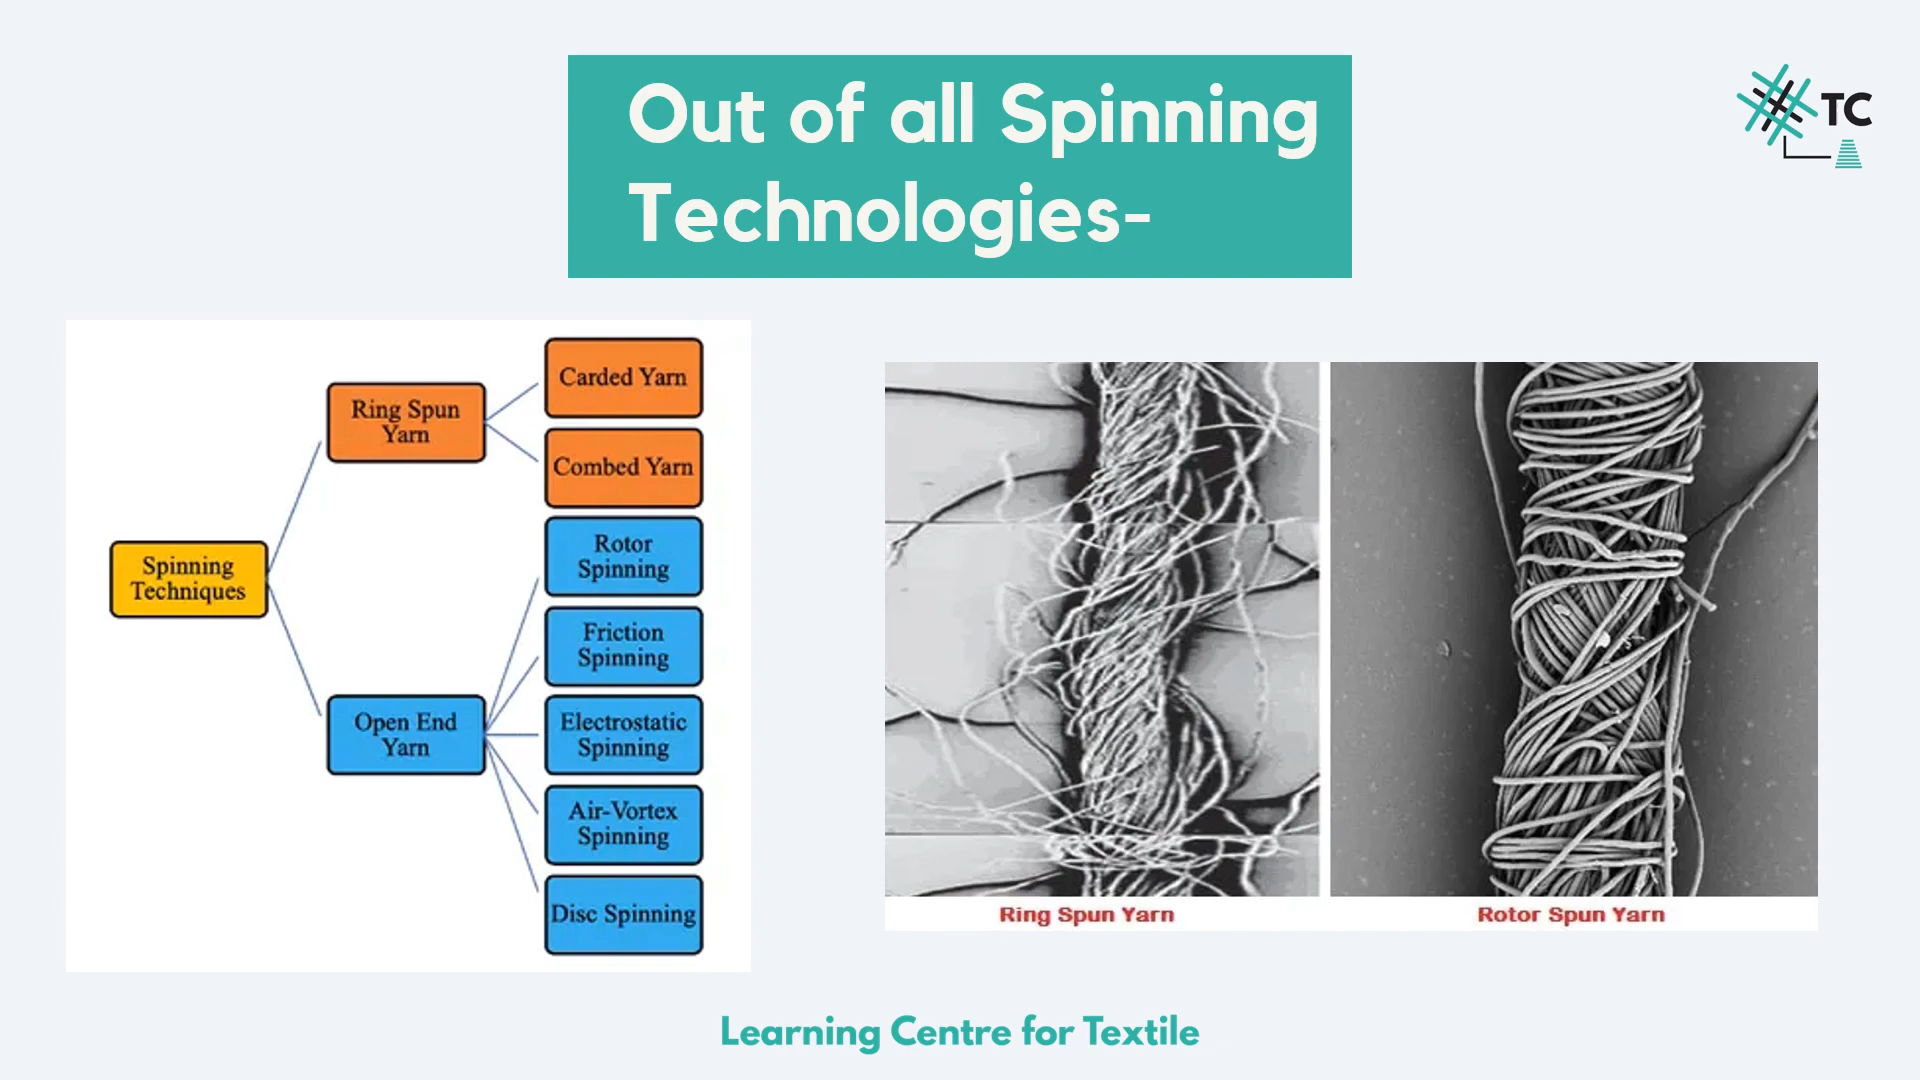 Out of all Spinning
Technologies-
TC
Spinning
Techniques
Ring Spun
Yarn
Open End
Yarn
Carded Yarn
Combed Yarn
Rotor
Spinning
Friction
Spinning
Electrostatic
Spinning
Air-Vortex
Spinning
Disc Spinning
Ring Spun Yarn
Rotor Spun Yarn
Learning Centre for Textile